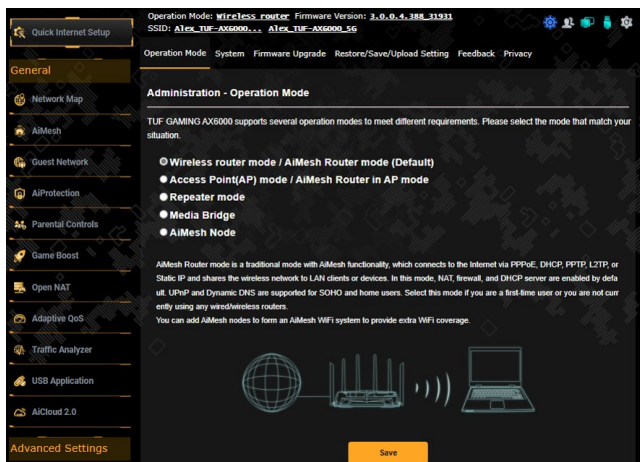 Quick Internet Setup
General
Network Map
AiMesh
Guest Network
AiProtection
Parental Controls
Game Boost
Open NAT
Adaptive QoS
Traffic Analyzer
USB Application
AiCloud 2.0
Advanced Settings
Operation Mode: Wireless router Firmware Version: 3.0.0.4.388_31931
SSID: Alex_TUF-AX6000... Alex_TUF-AX6000_5G
Operation Mode System Firmware Upgrade Restore/Save/Upload Setting Feedback Privacy
Administration - Operation Mode
TUF GAMING AX6000 supports several operation modes to meet different requirements. Please select the mode that match your
situation.
Wireless router mode / AiMesh Router mode (Default)
Access Point(AP) mode / AiMesh Router in AP mode
Repeater mode
Media Bridge
AiMesh Node
AiMesh Router mode is a traditional mode with AiMesh functionality, which connects to the Internet via PPPoE, DHCP, PPTP, L2TP, or
Static IP and shares the wireless network to LAN clients or devices. In this mode, NAT, firewall, and DHCP server are enabled by defa
ult. UPnP and Dynamic DNS are supported for SOHO and home users. Select this mode if you are a first-time user or you are not curr
ently using any wired/wireless routers.
You can add AiMesh nodes to form an AiMesh WiFi system to provide extra WiFi coverage.
Save